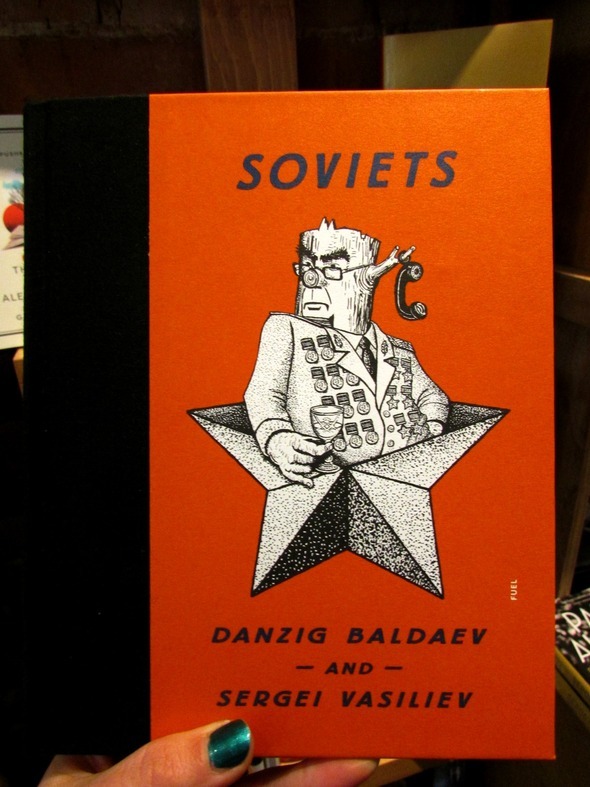 SOVIETS
FUEL
DANZIG BALDAEV
— AND —
SERGEI VASILIEV